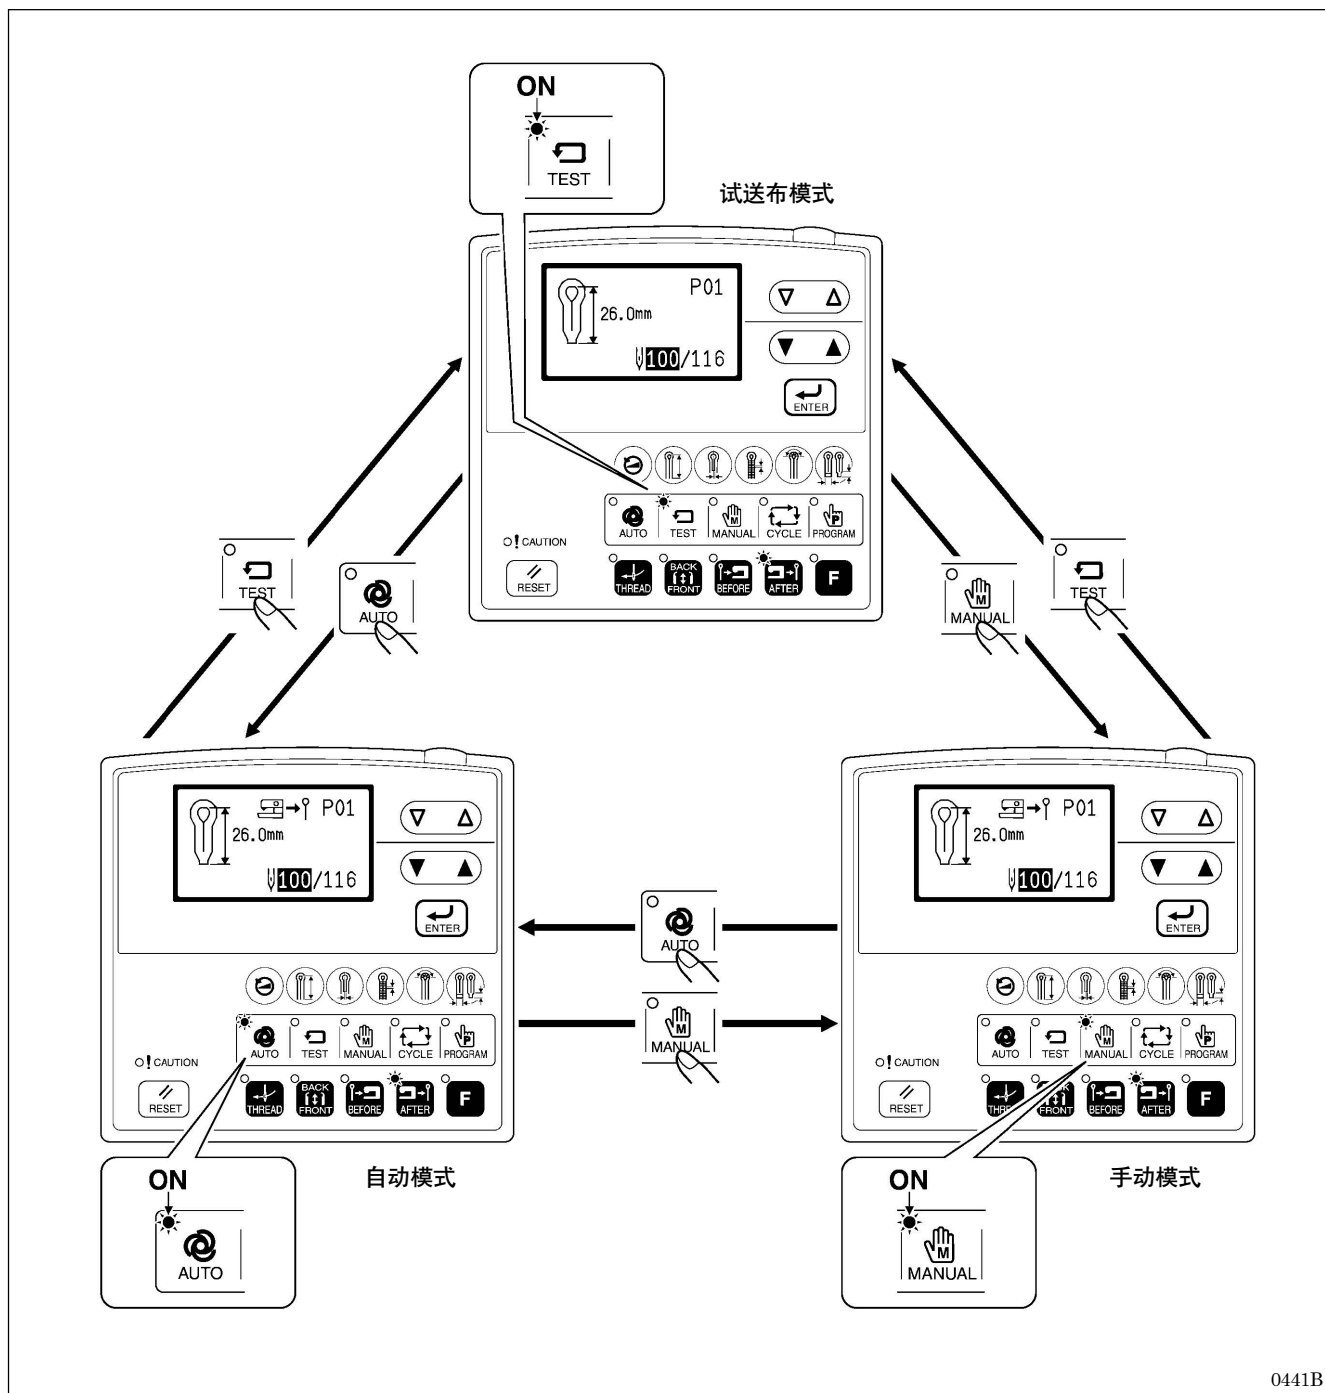 ON
TEST
试送布模式
P01
26.0mm
100/116
ENTER
AUTO TEST MANUAL CYCLE PROGRAM P
! CAUTION
RESET
THREAD BACK FRONT BEFORE AFTER F
TEST
AUTO
M
MANUAL
TEST
P01
26.0mm
100/116
ENTER
AUTO TEST MANUAL CYCLE PROGRAM
! CAUTION
RESET
THREAD BACK FRONT BEFORE AFTER F
自动模式
ON
AUTO
AUTO
M
MANUAL
P01
26.0mm
100/116
ENTER
AUTO TEST MANUAL CYCLE PROGRAM
! CAUTION
RESET
FRONT BEFORE AFTER F
手动模式
ON
M
MANUAL
0441B